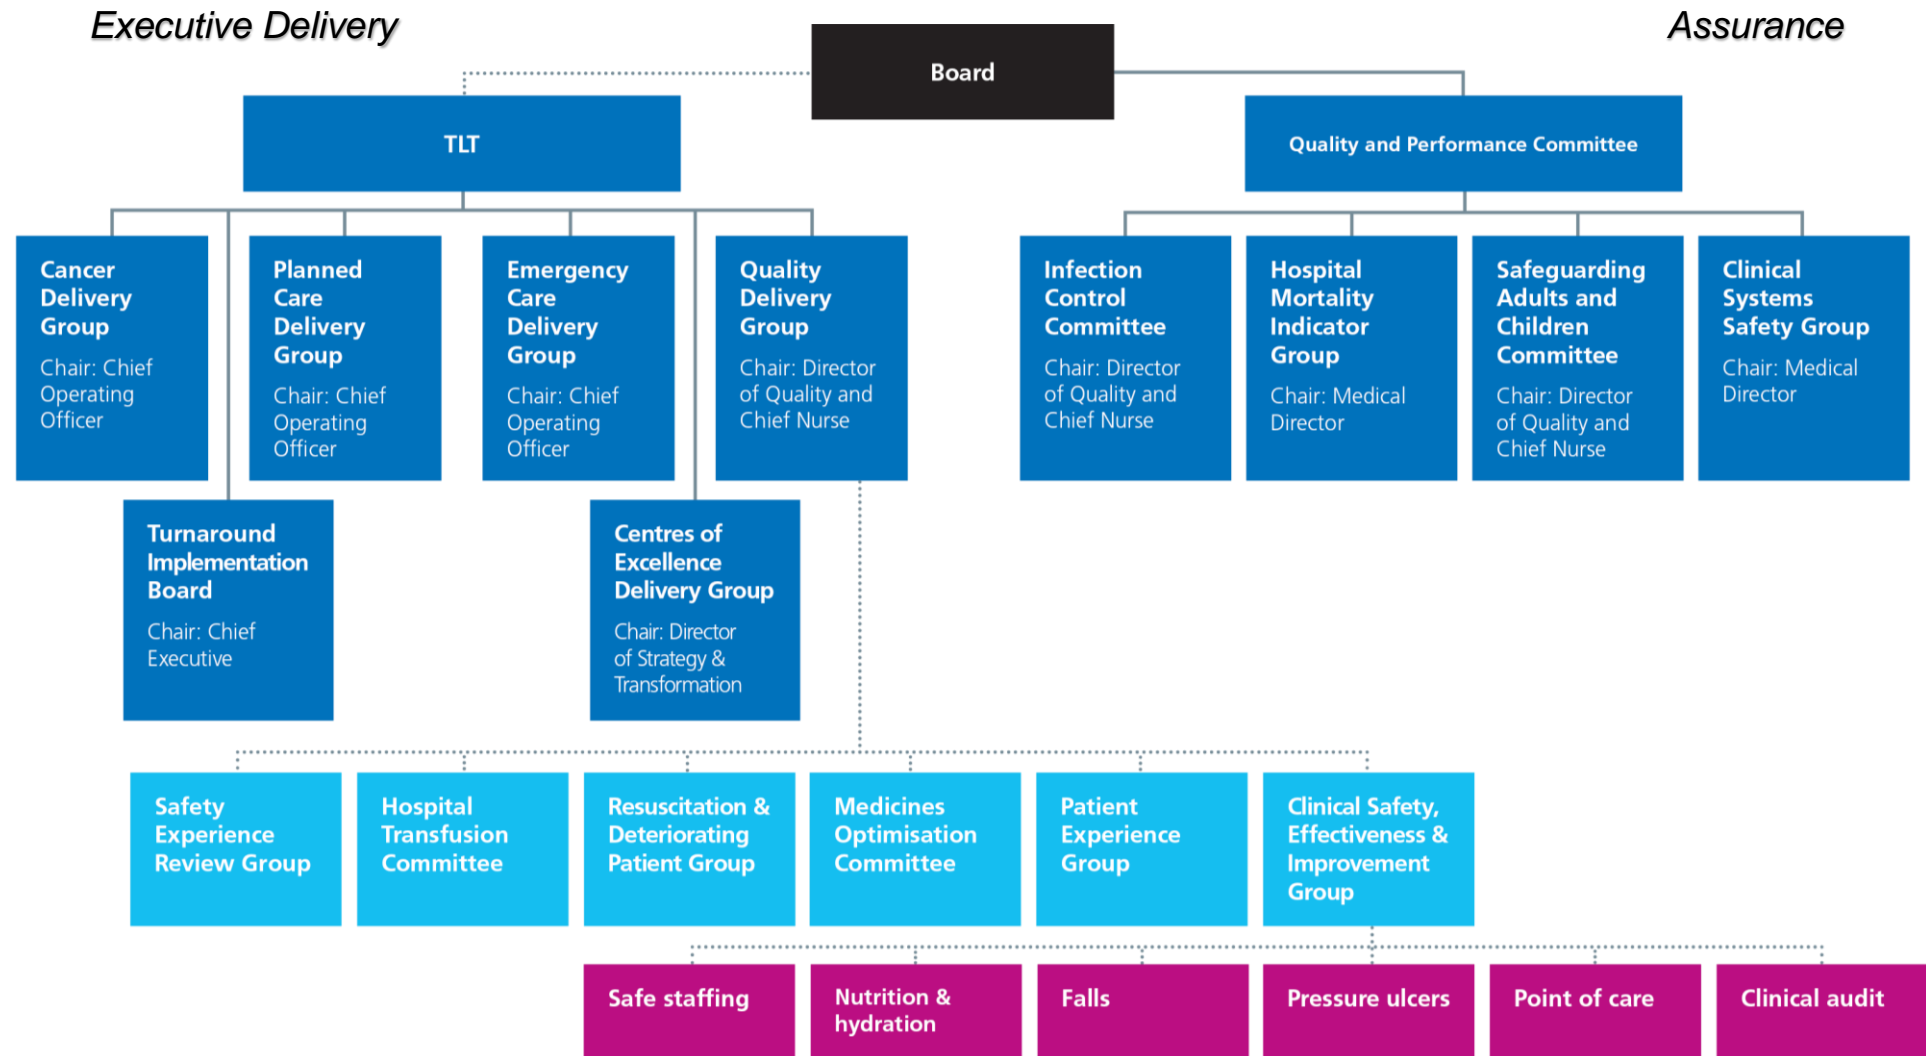 Executive Delivery
Assurance
Board
TLT
Quality and Performance Committee
Cancer
Delivery
Group
Chair: Chief
Operating
Officer
Planned
Care
Delivery
Group
Chair: Chief
Operating
Officer
Emergency
Care
Delivery
Group
Chair: Chief
Operating
Officer
Quality
Delivery
Group
Chair: Director
of Quality and
Chief Nurse
Infection
Control
Committee
Chair: Director
of Quality and
Chief Nurse
Hospital
Mortality
Indicator
Group
Chair: Medical
Director
Safeguarding
Adults and
Children
Committee
Chair: Director
of Quality and
Chief Nurse
Clinical
Systems
Safety Group
Chair: Medical
Director
Turnaround
Implementation
Board
Chair: Chief
Executive
Centres of
Excellence
Delivery Group
Chair: Director
of Strategy &
Transformation
Safety
Experience
Review Group
Hospital
Transfusion
Committee
Resuscitation &
Deteriorating
Patient Group
Medicines
Optimisation
Committee
Patient
Experience
Group
Clinical Safety,
Effectiveness &
Improvement
Group
Safe staffing
Nutrition &
hydration
Falls
Pressure ulcers
Point of care
Clinical audit